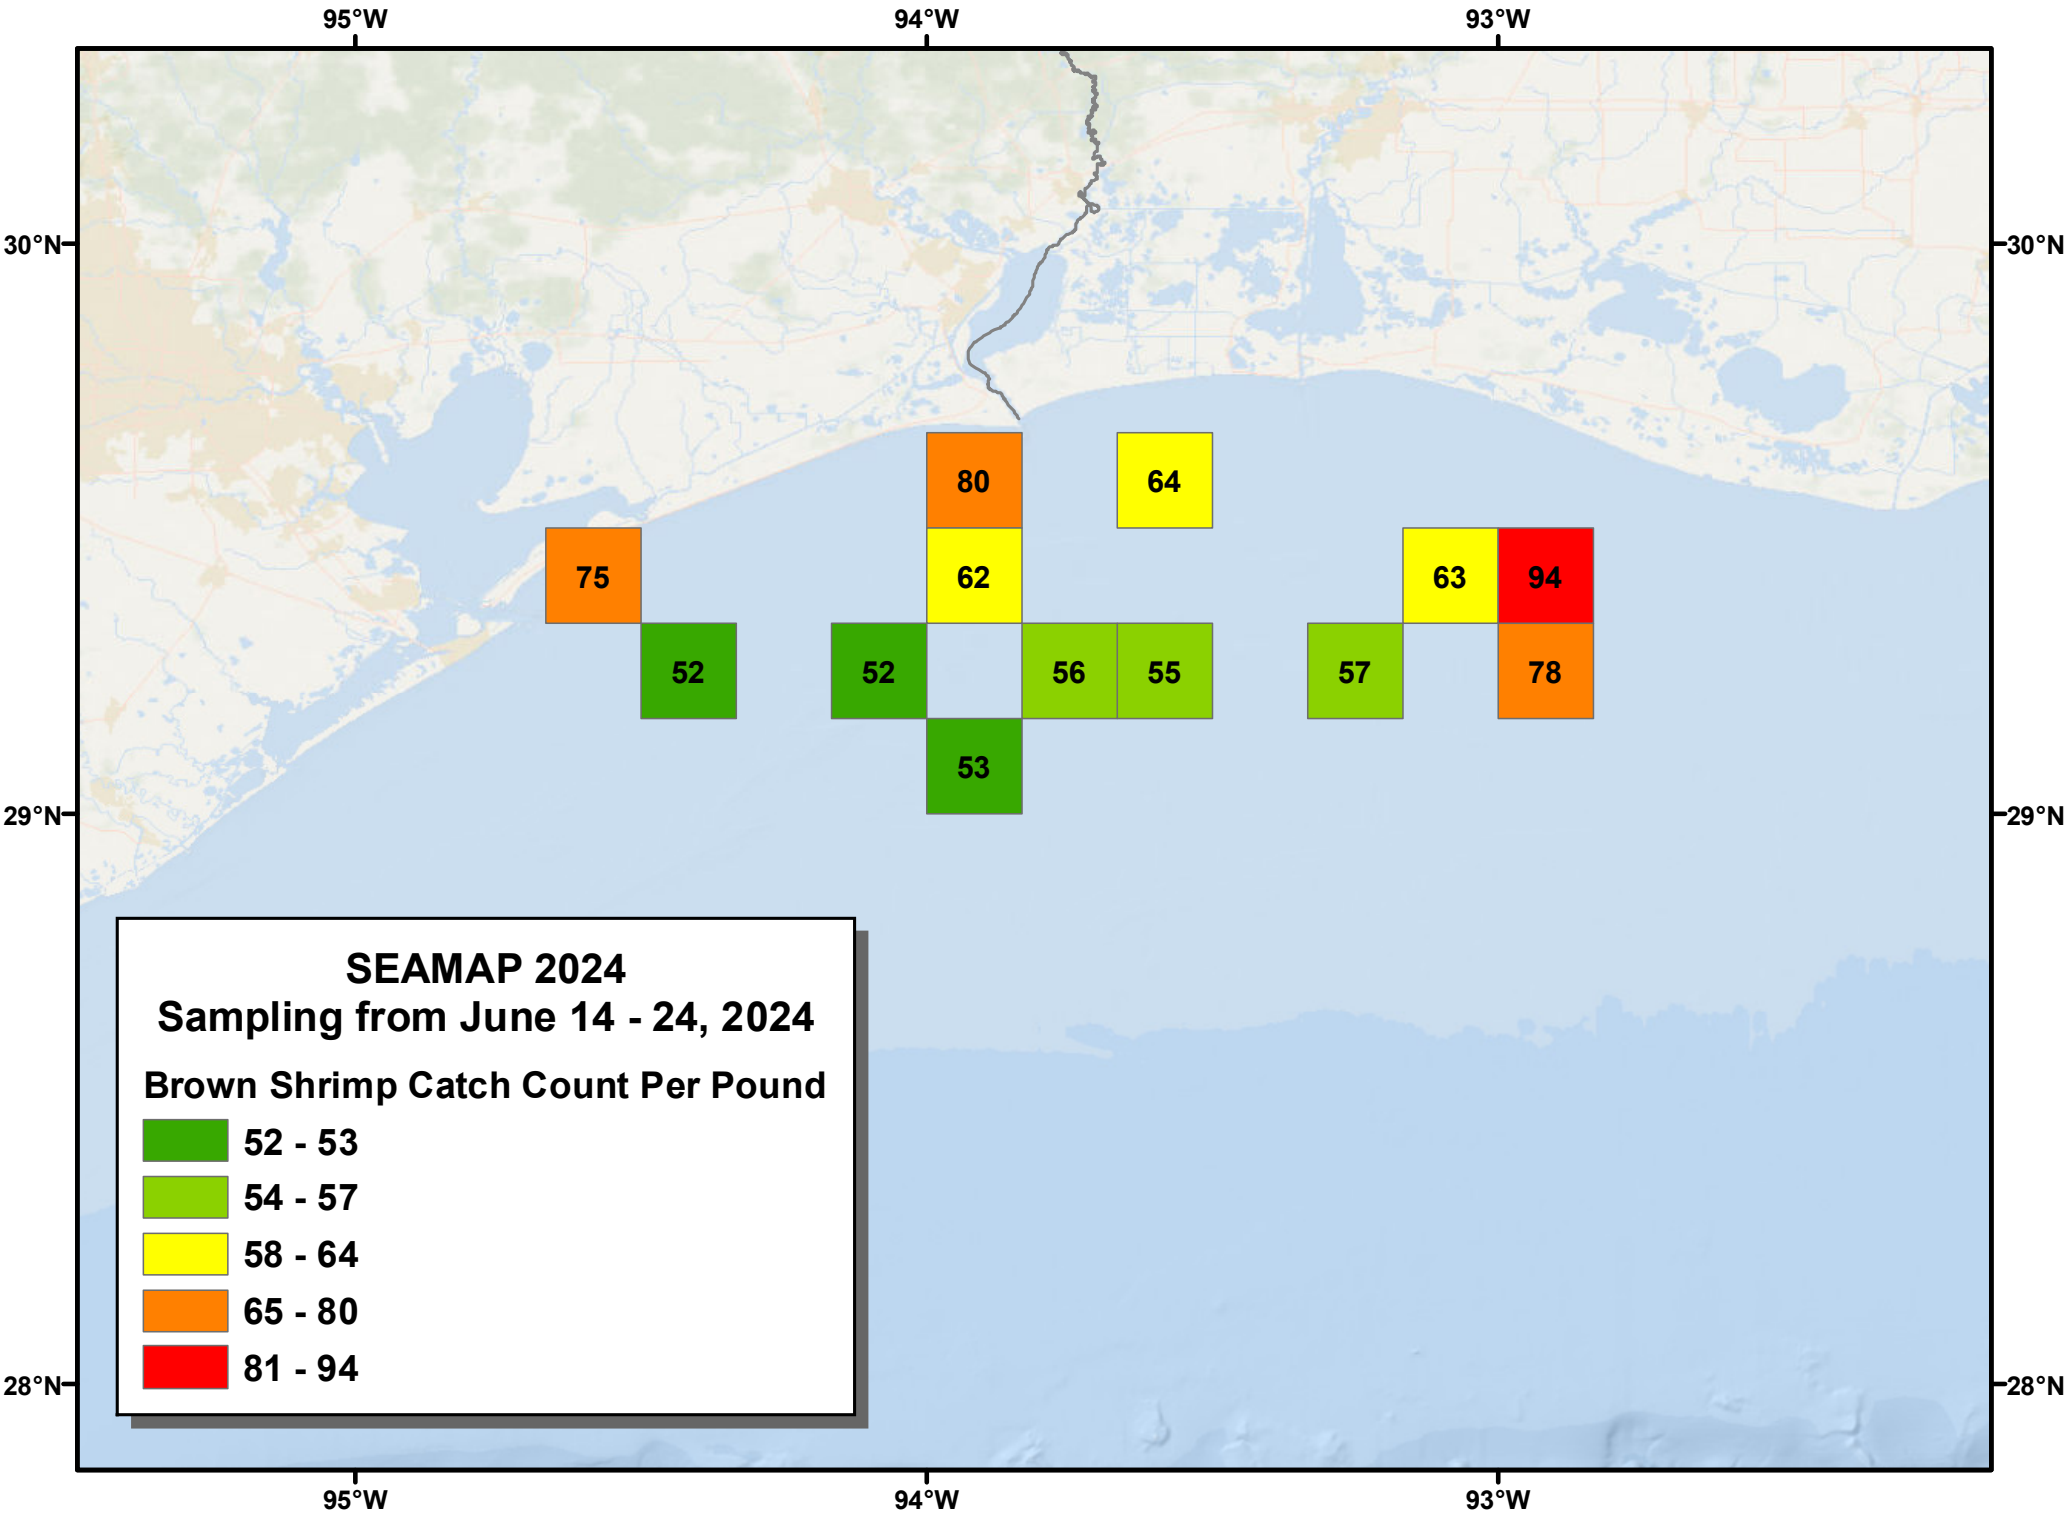 95°W 94°W 93°W
30°N 30°N
80 64
75 62 63 94
52 52 56 55 57 78
53
29°N 29°N
SEAMAP 2024
Sampling from June 14 - 24, 2024
Brown Shrimp Catch Count Per Pound
52 - 53
54 - 57
58 - 64
65 - 80
81 - 94
28°N 28°N
95°W 94°W 93°W